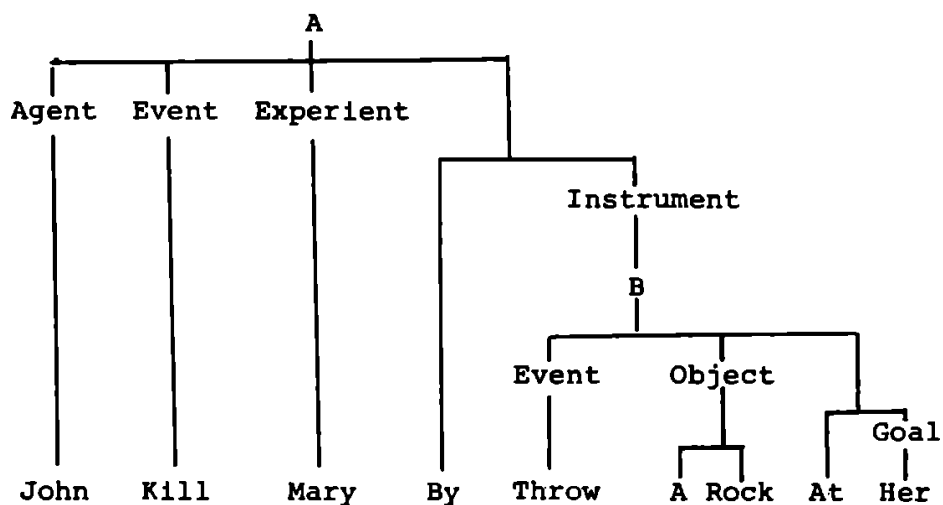 A
Agent Event Experient
Instrument
B
Event Object
Goal
John Kill Mary By Throw A Rock At Her